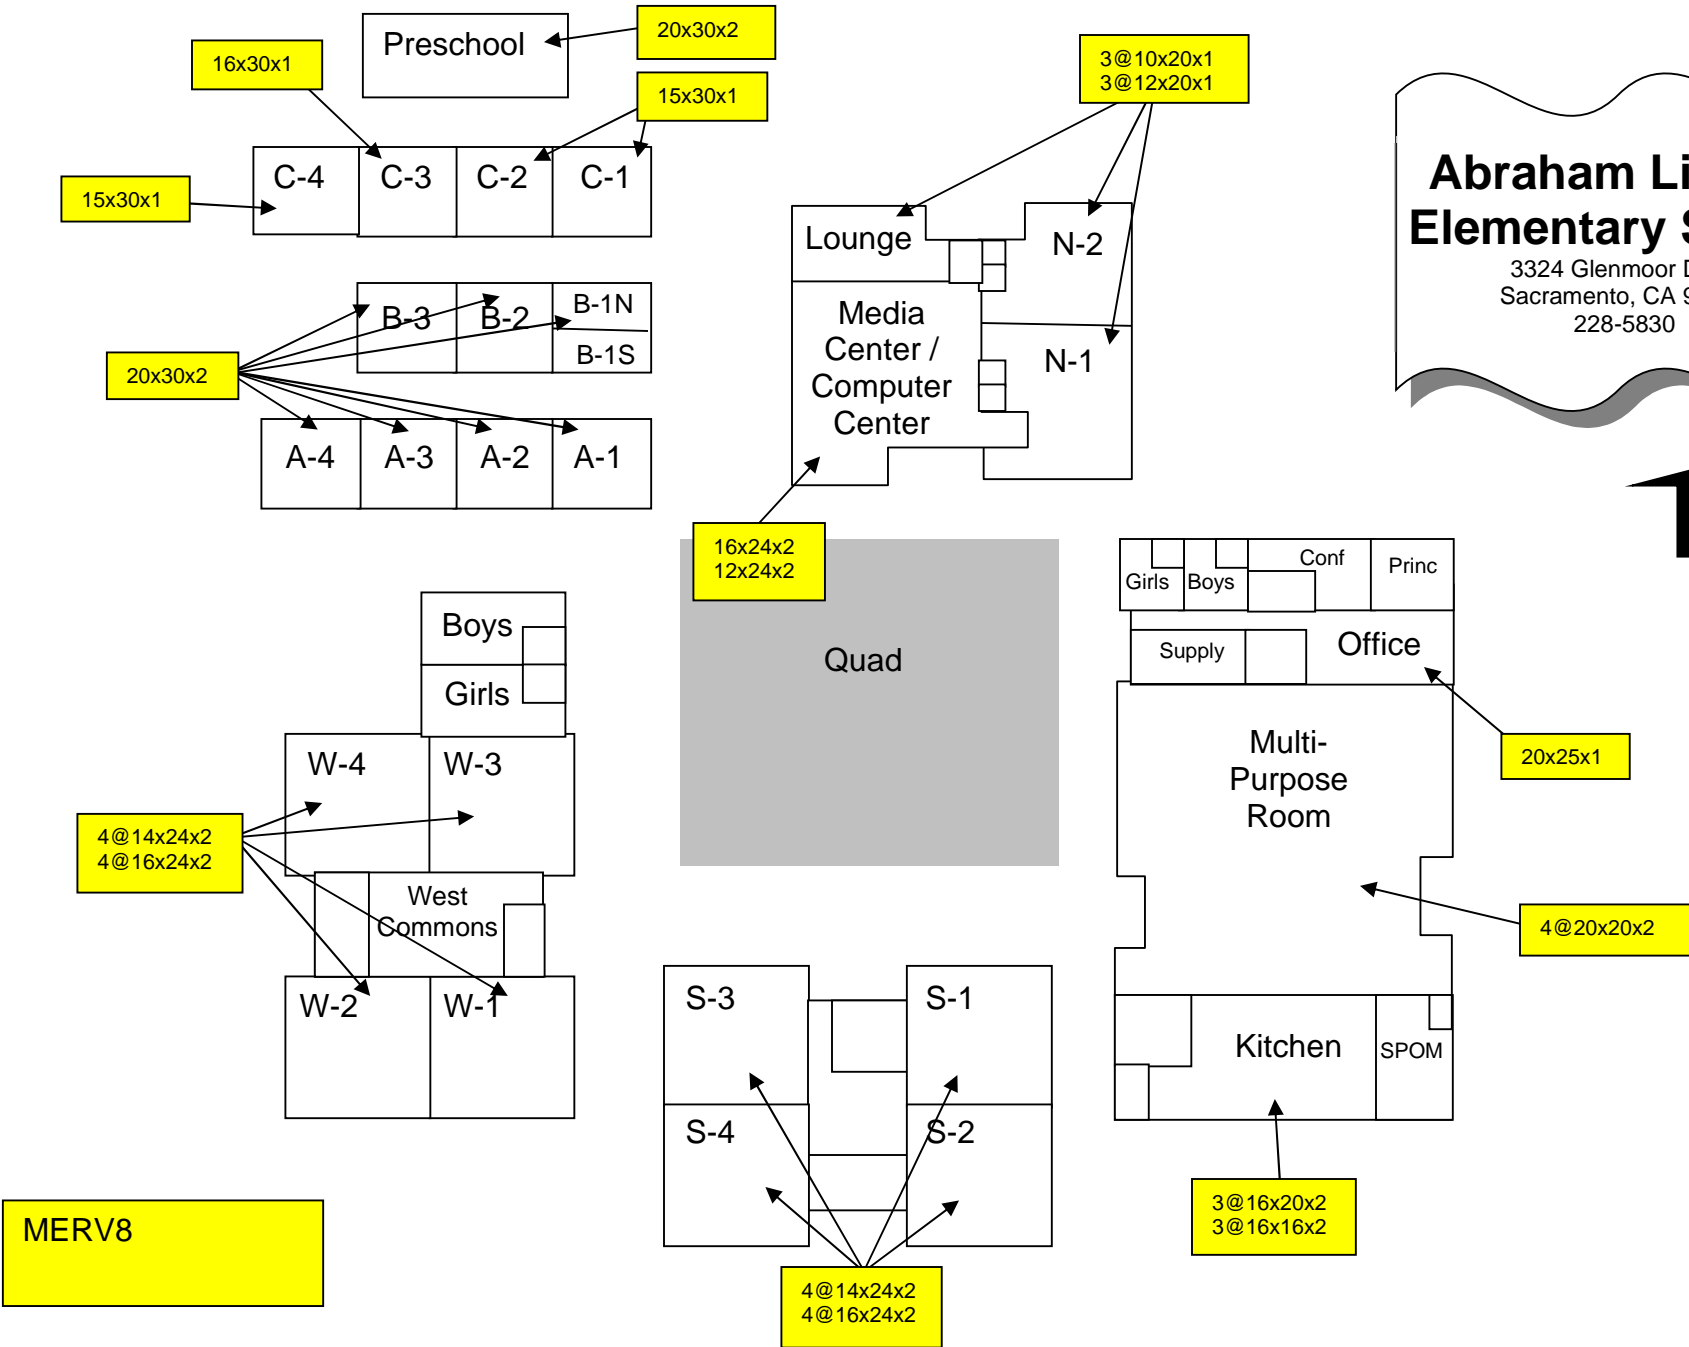 Preschool
20x30x2
16x30x1
15x30x1
3@10x20x1
3@12x20x1
Abraham
Elementary
3324 Glenmoor
Sacramento, CA
228-5830
C-4
C-3
C-2
C-1
15x30x1
Lounge
N-2
B-3
B-2
B-1N
B-1S
Media
Center /
Computer
Center
N-1
20x30x2
A-4
A-3
A-2
A-1
16x24x2
12x24x2
Girls
Boys
Conf
Princ
Boys
Girls
Quad
Supply
Office
W-4
W-3
Multi-
Purpose
Room
20x25x1
4@14x24x2
4@16x24x2
West
Commons
4@20x20x2
W-2
W-1
S-3
S-1
Kitchen
SPOM
S-4
S-2
3@16x20x2
3@16x16x2
MERV8
4@14x24x2
4@16x24x2